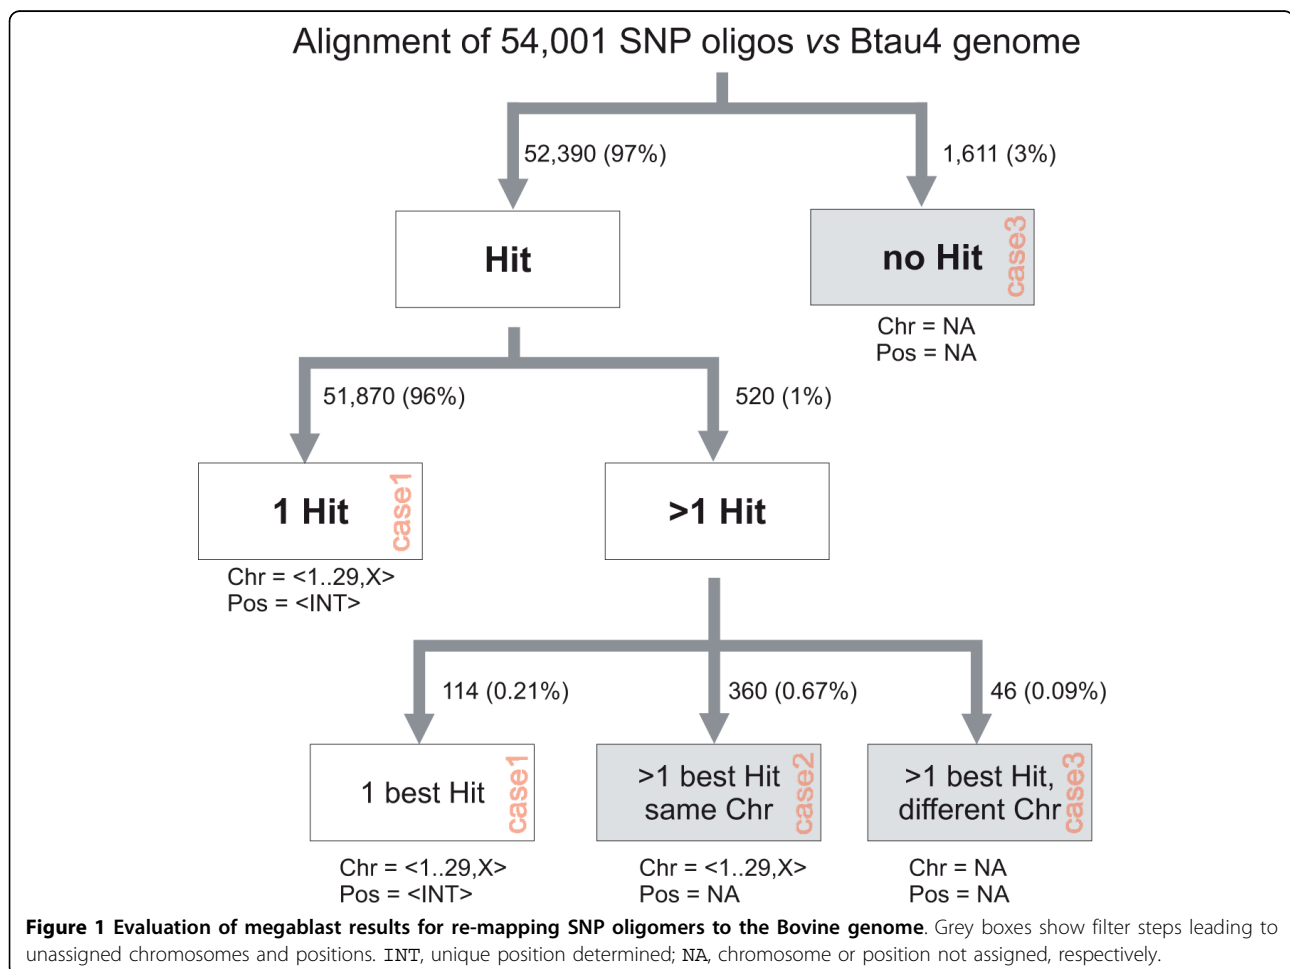 Alignment of 54,001 SNP oligos vs Btau4 genome
52,390 (97%)
1,611 (3%)
Hit
no Hit
case3
Chr = NA
Pos = NA
51,870 (96%)
520 (1%)
1 Hit
case1
>1 Hit
Chr = <1..29,X>
Pos = <INT>
114 (0.21%)
360 (0.67%)
46 (0.09%)
1 best Hit
case1
>1 best Hit
same Chr
case2
>1 best Hit,
different Chr
case3
Chr = <1..29,X>
Pos = <INT>
Chr = <1..29,X>
Pos = NA
Chr = NA
Pos = NA
Figure 1 Evaluation of megablast results for re-mapping SNP oligomers to the Bovine genome. Grey boxes show filter steps leading to
unassigned chromosomes and positions. INT, unique position determined; NA, chromosome or position not assigned, respectively.